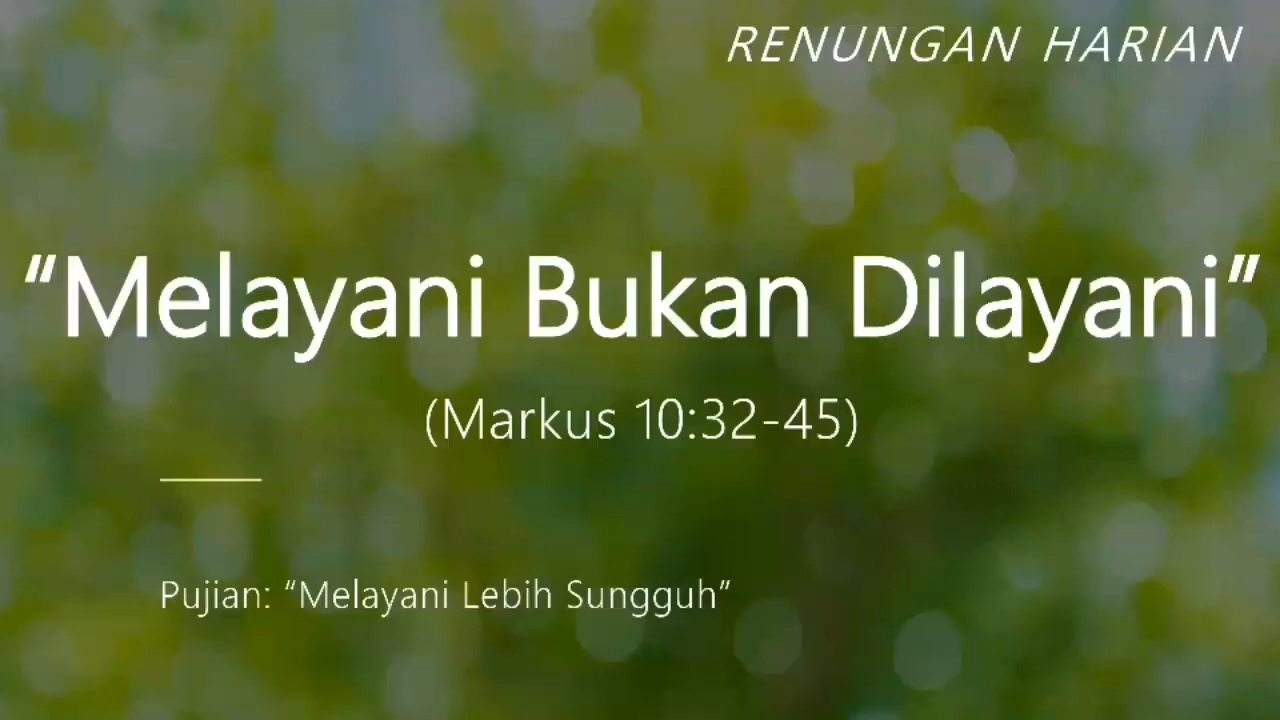 RENUNGAN HARIAN
“Melayani Bukan Dilayani”
(Markus 10:32-45)
Pujian: “Melayani Lebih Sungguh”